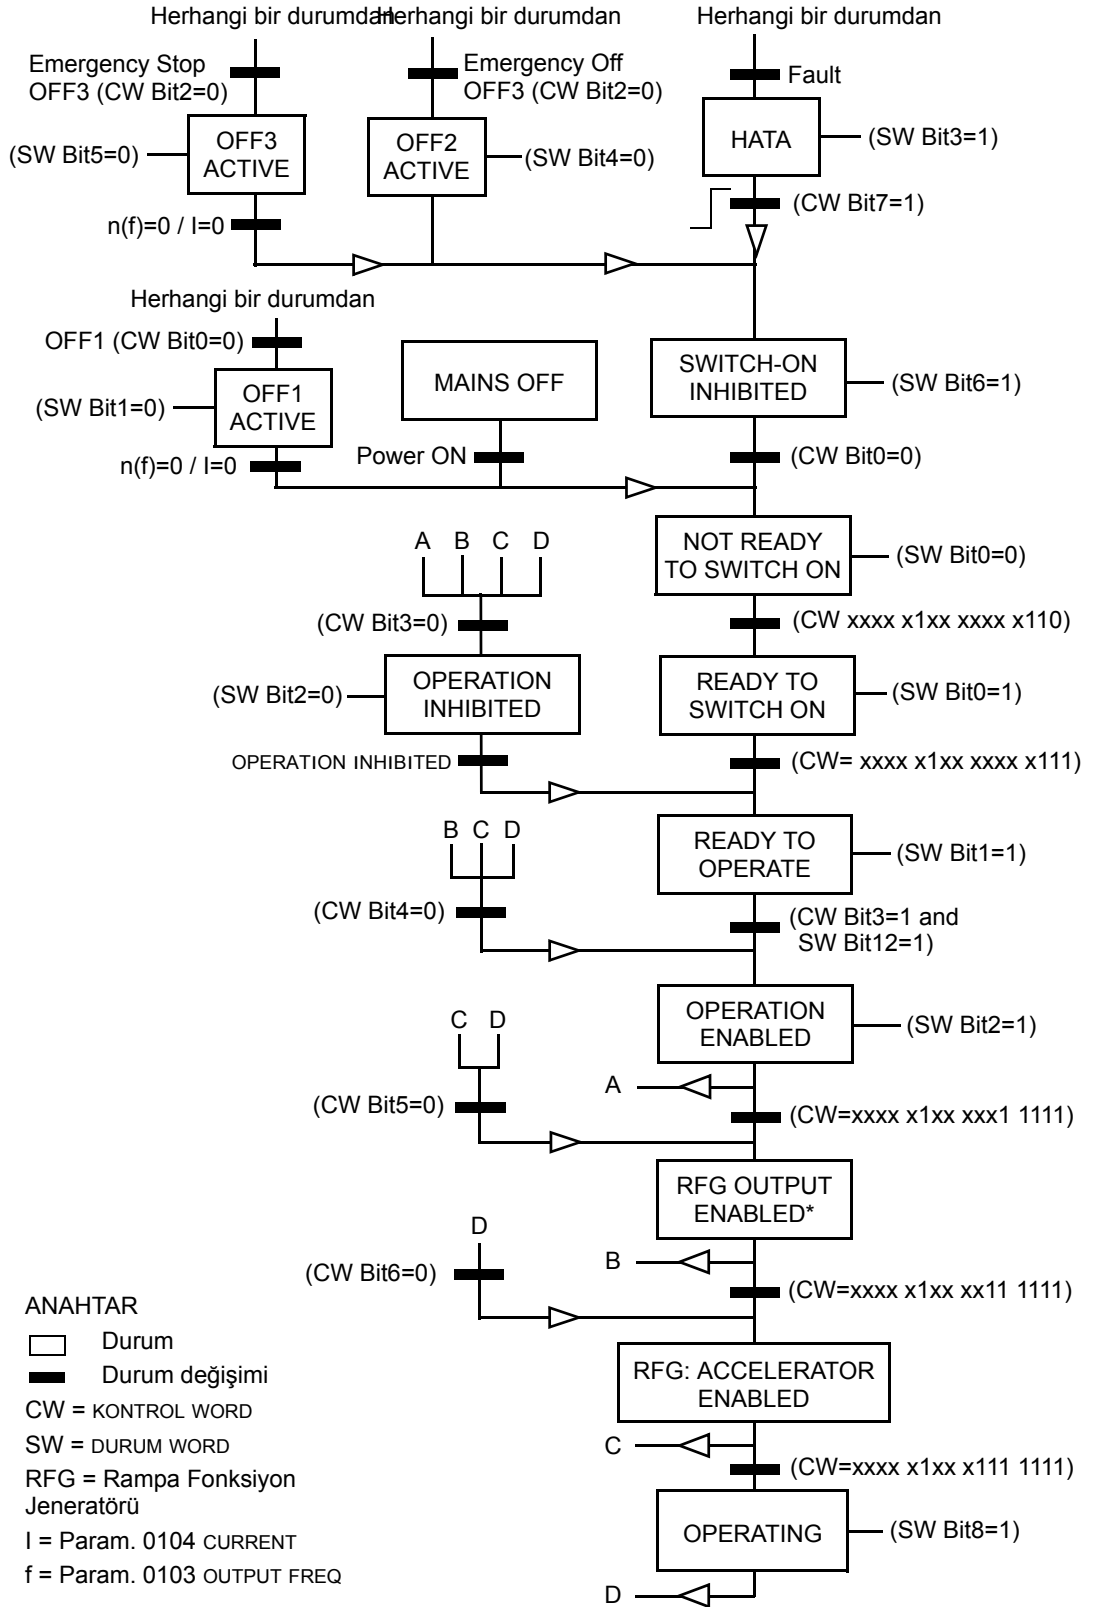 Herhangi bir durumdan
Herhangi bir durumdan
Herhangi bir durumdan
Emergency Stop
OFF3 (CW Bit2=0)
Emergency Off
OFF3 (CW Bit2=0)
Fault
OFF3
ACTIVE
(SW Bit5=0)
OFF2
ACTIVE
(SW Bit4=0)
HATA
(SW Bit3=1)
n(f)=0 / I=0
(CW Bit7=1)
Herhangi bir durumdan
OFF1 (CW Bit0=0)
OFF1
ACTIVE
(SW Bit1=0)
n(f)=0 / I=0
MAINS OFF
Power ON
SWITCH-ON
INHIBITED
(SW Bit6=1)
(CW Bit0=0)
NOT READY
TO SWITCH ON
(SW Bit0=0)
A B C D
(CW Bit3=0)
(CW xxxx x1xx xxxx x110)
OPERATION
INHIBITED
(SW Bit2=0)
READY TO
SWITCH ON
(SW Bit0=1)
OPERATION INHIBITED
(CW= xxxx x1xx xxxx x111)
B C D
READY TO
OPERATE
(SW Bit1=1)
(CW Bit4=0)
(CW Bit3=1 and
SW Bit12=1)
OPERATION
ENABLED
(SW Bit2=1)
C D
A
(CW Bit5=0)
(CW=xxxx x1xx xxx1 1111)
RFG OUTPUT
ENABLED*
D
B
(CW Bit6=0)
(CW=xxxx x1xx xx11 1111)
RFG: ACCELERATOR
ENABLED
C
(CW=xxxx x1xx x111 1111)
OPERATING
(SW Bit8=1)
D
ANAHTAR
Durum
Durum değişimi
CW = KONTROL WORD
SW = DURUM WORD
RFG = Rampa Fonksiyon
Jeneratörü
I = Param. 0104 CURRENT
f = Param. 0103 OUTPUT FREQ